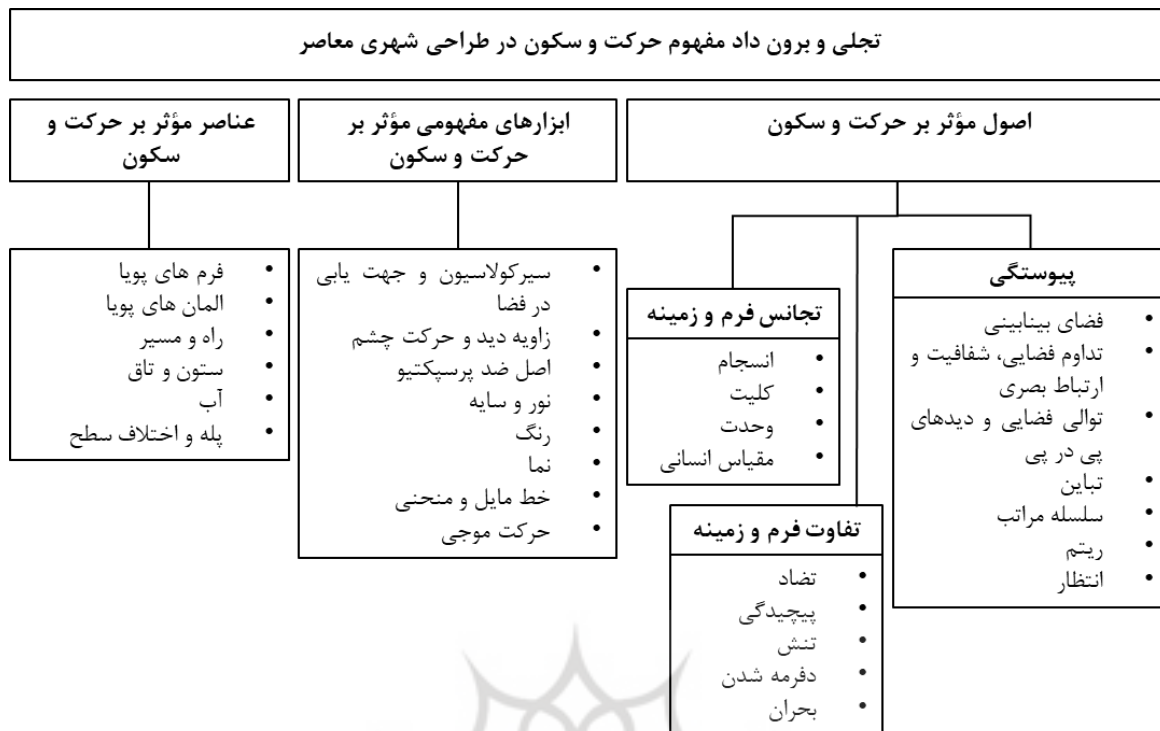 تجلی و برون داد مفهوم حرکت و سکون در طراحی شهری معاصر
اصول مؤثر بر حرکت و سکون
پیوستگی
• فضای بینابینی
• تداوم فضایی، شفافیت و
ارتباط بصری
• توالی فضایی و دیدهای
پی در پی
• تباین
• سلسله مراتب
• ریتم
• انتظار
تجانس فرم و زمینه
• انسجام
• کلیت
• وحدت
• مقیاس انسانی
تفاوت فرم و زمینه
• تضاد
• پیچیدگی
• تنش
• دفرمه شدن
• بحران
ابزارهای مفهومی مؤثر بر
حرکت و سکون
• سیرکولاسیون و جهت یابی
در فضا
• زاویه دید و حرکت چشم
• اصل ضد پرسپکتیو
• نور و سایه
• رنگ
• نما
• خط مایل و منحنی
• حرکت موجی
عناصر مؤثر بر حرکت و
سکون
• فرم های پویا
• المان های پویا
• راه و مسیر
• ستون و تاق
• آب
• پله و اختلاف سطح